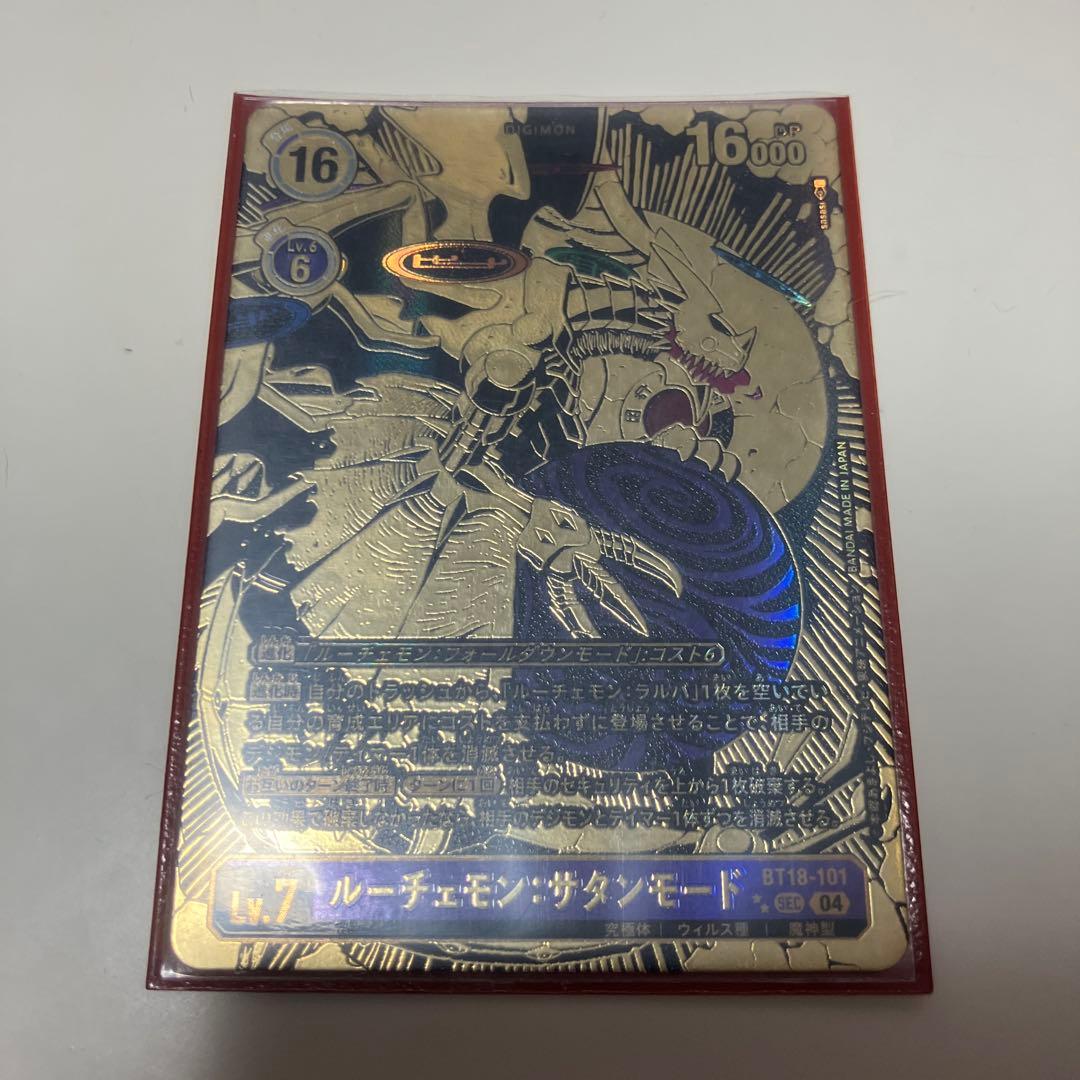 DIGIMON
登場
16
DP
16000
sasasi
進化
Lv.6
6
進化 「ルーチェモン:フォールダウンモード」:コスト6
進化時 自分のトラッシュから、「ルーチェモン:ラルバ」1枚を空いてい
る自分の育成エリアにコストを支払わずに登場させることで、相手の
デジモン/テイマー1体を消滅させる。
お互いのターン終了時 ターンに1回 相手のセキュリティを上から1枚破棄する。
この効果で破棄しなかったなら、相手のデジモンとテイマー1体ずつを消滅させる。
BANDAI MADE IN JAPAN
Lv.7 ルーチェモン:サタンモード BT18-101
SEC 04
究極体 | ウィルス種 | 魔神型